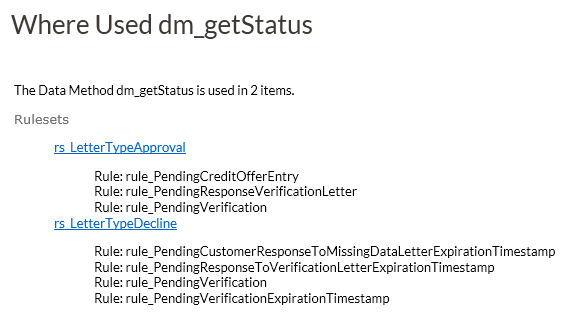 Where Used dm_getStatus
The Data Method dm_getStatus is used in 2 items.
Rulesets
rs_LetterTypeApproval
Rule: rule_PendingCreditOfferEntry
Rule: rule_PendingResponseVerificationLetter
Rule: rule_PendingVerification
rs_LetterTypeDecline
Rule: rule_PendingCustomerResponseToMissingDataLetterExpirationTimestamp
Rule: rule_PendingResponseToVerificationLetterExpirationTimestamp
Rule: rule_PendingVerification
Rule: rule_PendingVerificationExpirationTimestamp